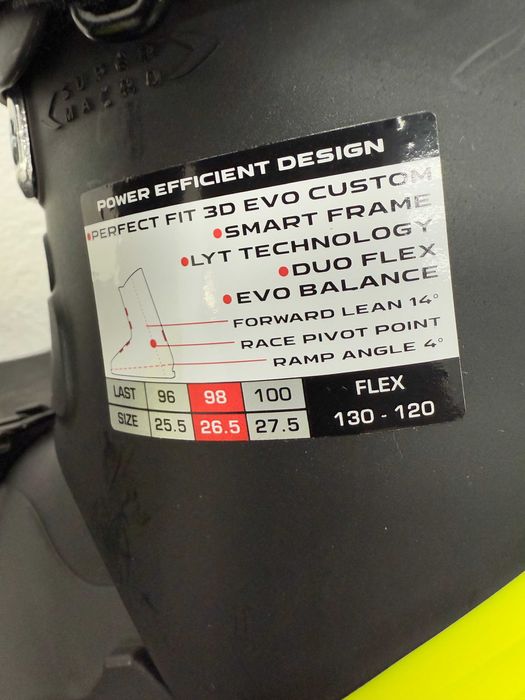 SUPER
MACRO
POWER EFFICIENT DESIGN
•PERFECT FIT 3D EVO CUSTOM
•SMART FRAME
•LYT TECHNOLOGY
•DUO FLEX
•EVO BALANCE
FORWARD LEAN 14°
RACE PIVOT POINT
RAMP ANGLE 4°
LAST 96 98 100
SIZE 25.5 26.5 27.5
FLEX
130 - 120